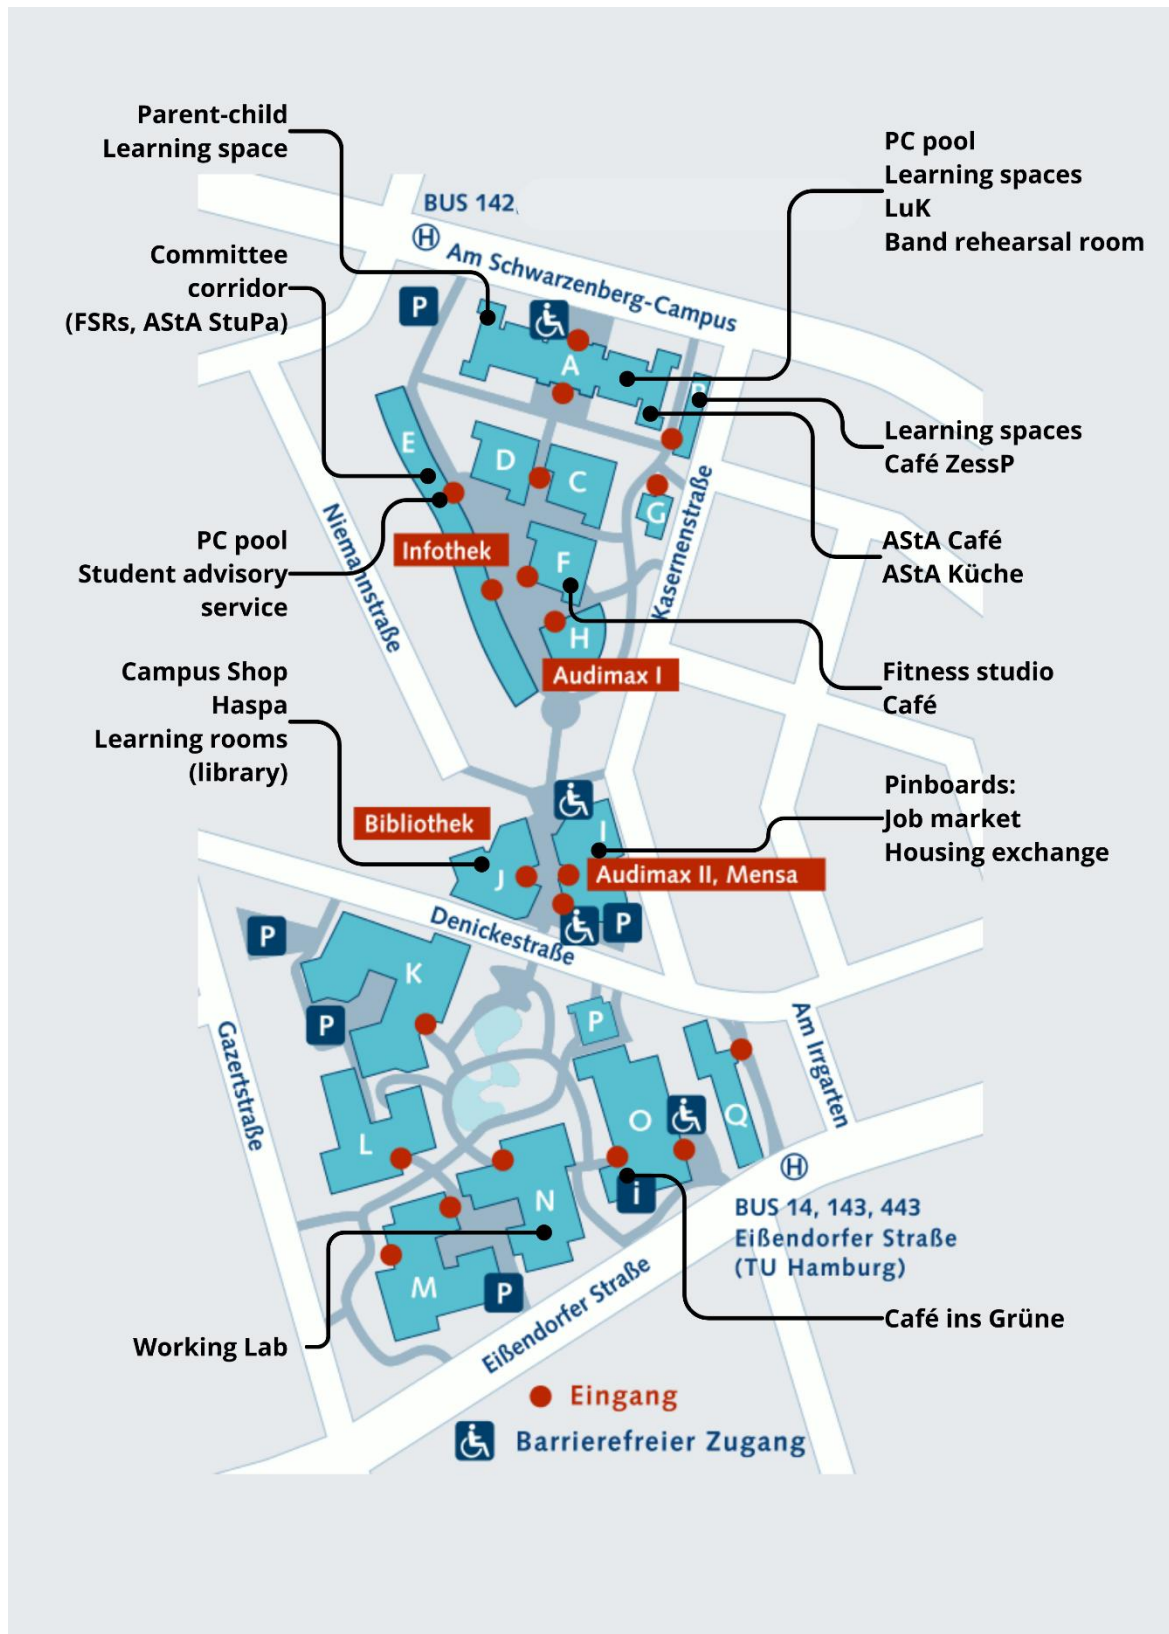 Parent-child
Learning space
PC pool
Learning spaces
LuK
Band rehearsal room
BUS 142,
H
Am Schwarzenberg-Campus
Committee
corridor
(FSRs, AStA StuPa)
P
A
E
D
C
G
Learning spaces
Café ZessP
Niemannstraße
Kasernenstraße
PC pool
Student advisory
service
Infothek
F
AStA Café
AStA Küche
H
Audimax I
Fitness studio
Café
Campus Shop
Haspa
Learning rooms
(library)
Pinboards:
Job market
Housing exchange
Bibliothek
I
J
Audimax II, Mensa
P
Denickestraße
P
K
P
P
Gazertstraße
Am Irrgarten
L
O
Q
N
i
H
BUS 14, 143, 443
Eißendorfer Straße
(TU Hamburg)
M
P
Eißendorfer Straße
Café ins Grüne
Working Lab
Eingang
Barrierefreier Zugang